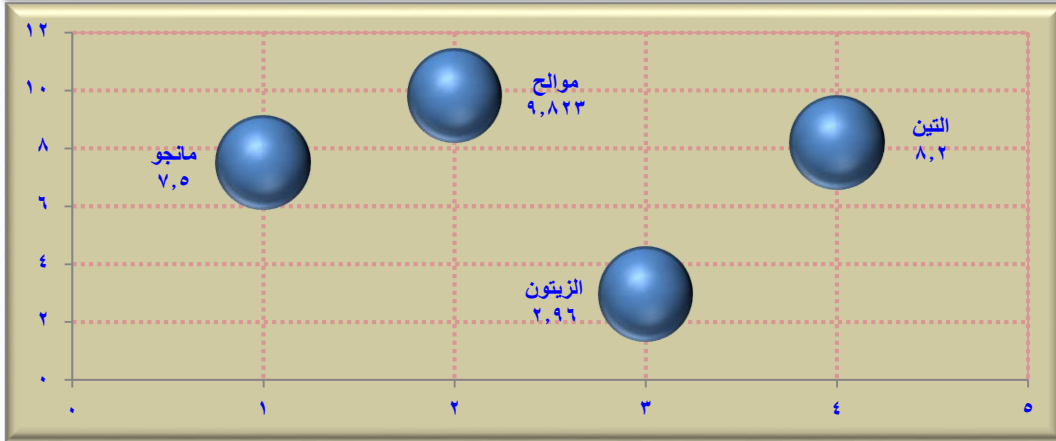 ١٢
١٠
٨
٦
٤
٢
٠
مانجو
٧,٥
موالح
٩,٨٢٣
الزيتون
٢,٩٦
التين
٨,٢
٠ ١ ٢ ٣ ٤ ٥